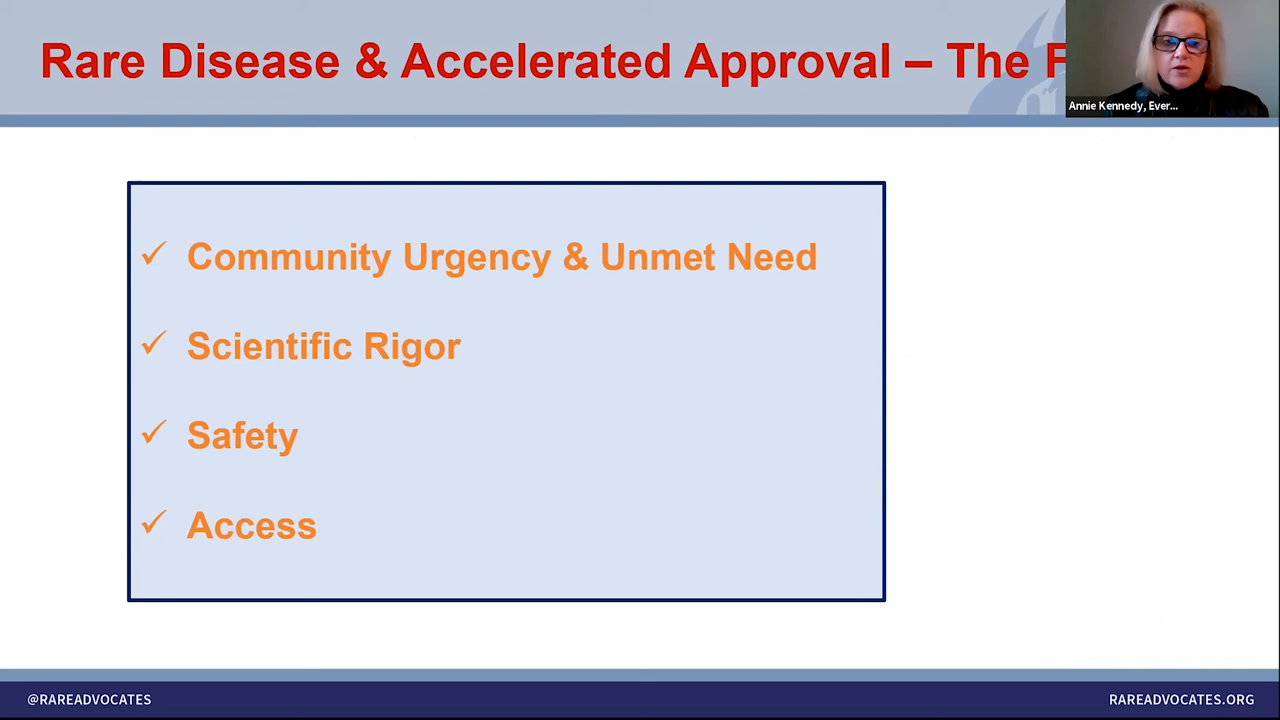 Rare Disease & Accelerated Approval – The
Annie Kennedy, Ever...
✓ Community Urgency & Unmet Need
✓ Scientific Rigor
✓ Safety
✓ Access
@RAREADVOCATES
RAREADVOCATES.ORG